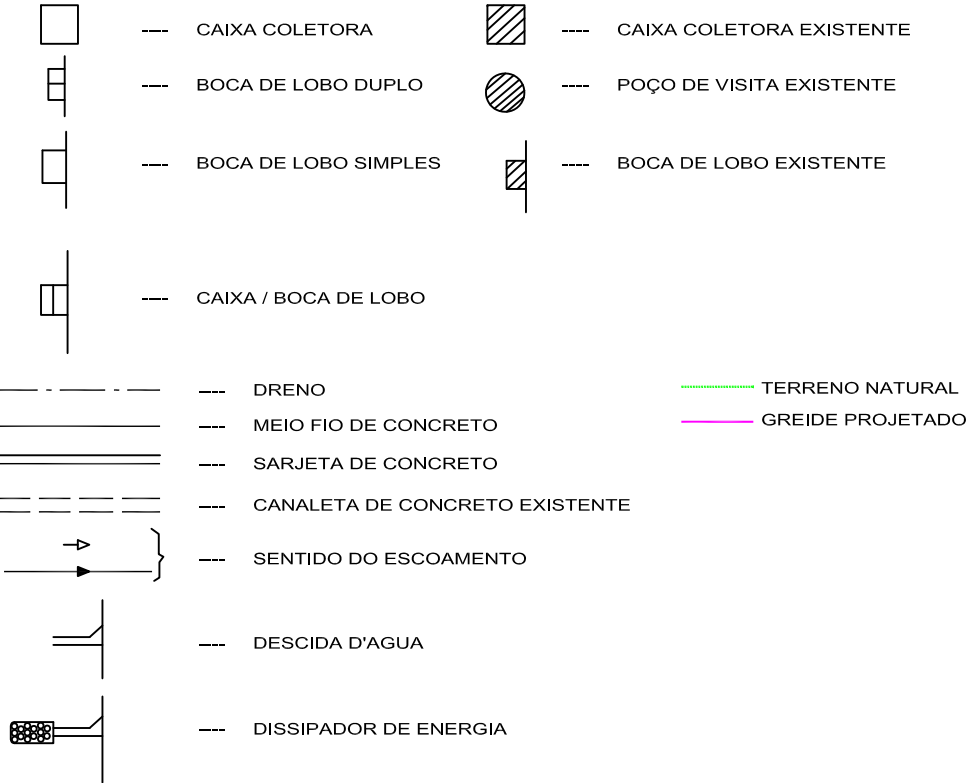 CAIXA COLETORA
CAIXA COLETORA EXISTENTE
BOCA DE LOBO DUPLO
POÇO DE VISITA EXISTENTE
BOCA DE LOBO SIMPLES
BOCA DE LOBO EXISTENTE
CAIXA / BOCA DE LOBO
DRENO
TERRENO NATURAL
MEIO FIO DE CONCRETO
GREIDE PROJETADO
SARJETA DE CONCRETO
CANALETA DE CONCRETO EXISTENTE
SENTIDO DO ESCOAMENTO
DESCIDA D'AGUA
DISSIPADOR DE ENERGIA